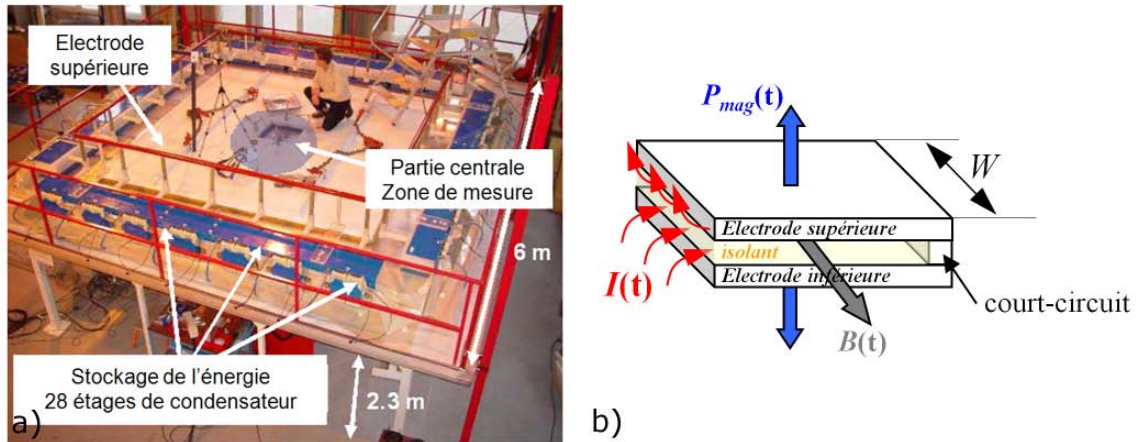 Electrode
supérieure
Partie centrale
Zone de mesure
6 m
Stockage de l'énergie
28 étages de condensateur
2.3 m
a)
P_mag(t)
W
Electrode supérieure
isolant
Electrode inférieure
I(t)
court-circuit
B(t)
b)